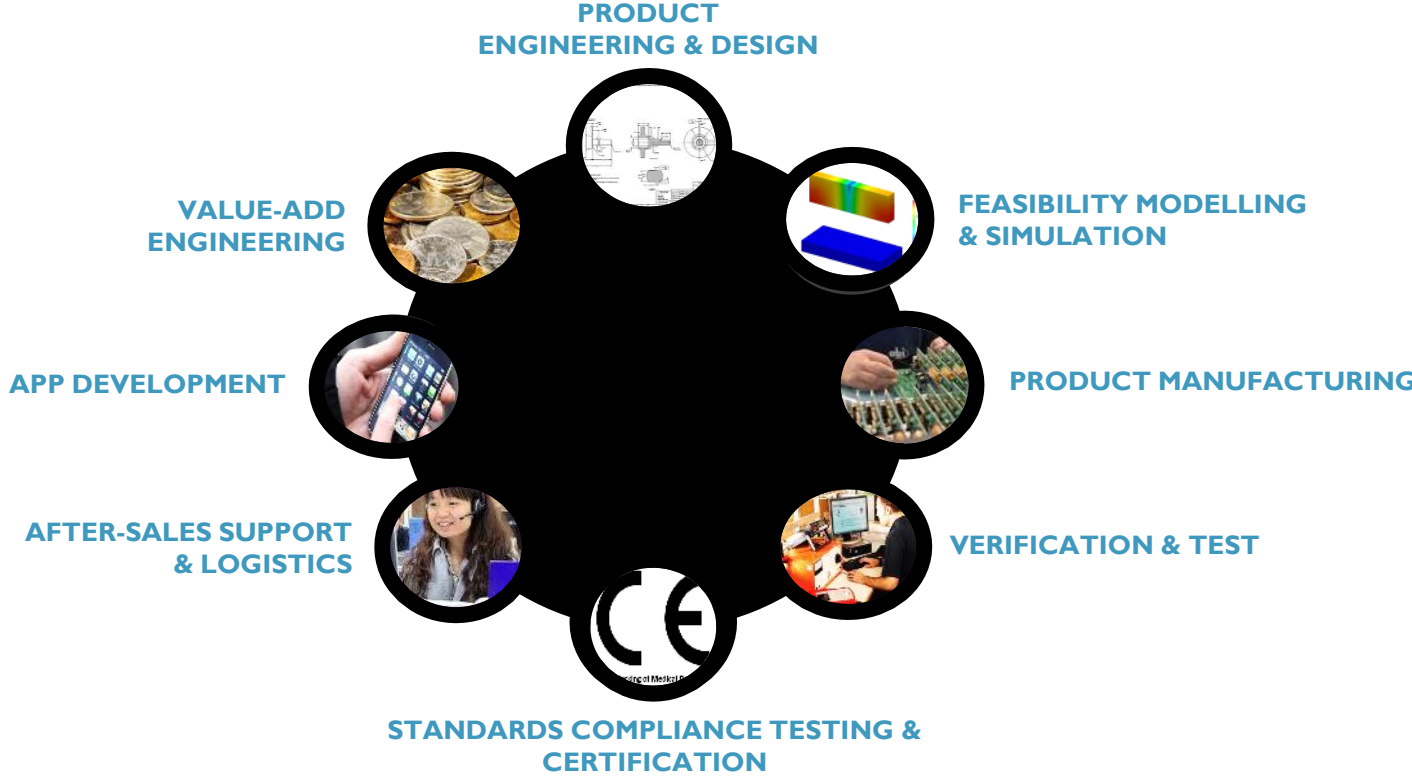 PRODUCT
ENGINEERING & DESIGN
VALUE-ADD
ENGINEERING
FEASIBILITY MODELLING
& SIMULATION
APP DEVELOPMENT
PRODUCT MANUFACTURING
AFTER-SALES SUPPORT
& LOGISTICS
VERIFICATION & TEST
CE
STANDARDS COMPLIANCE TESTING &
CERTIFICATION